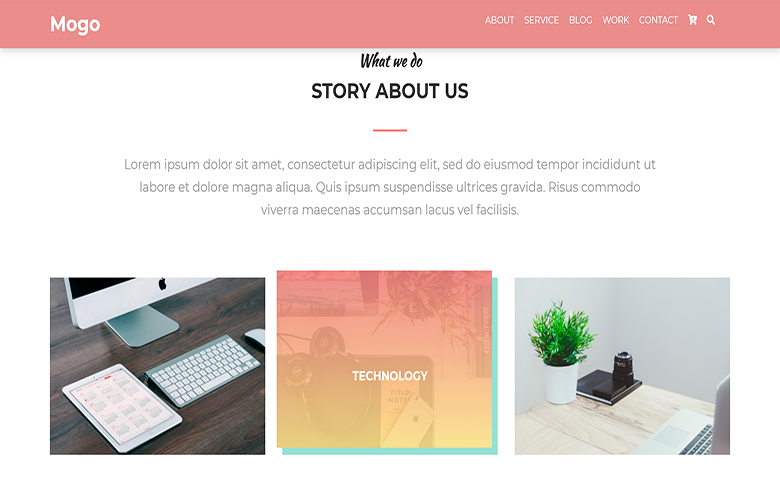 Mogo
ABOUT SERVICE BLOG WORK CONTACT
What we do
STORY ABOUT US
Lorem ipsum dolor sit amet, consectetur adipiscing elit, sed do eiusmod tempor incididunt ut
labore et dolore magna aliqua. Quis ipsum suspendisse ultrices gravida. Risus commodo
viverra maecenas accumsan lacus vel facilisis.
TECHNOLOGY
FIELD
NOTES